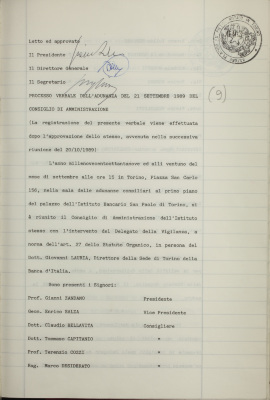 Letto ed approvato
Il Presidente
Il Direttore Generale
Il Segretario
(9)
PROCESSO VERBALE DELL'ADUNANZA DEL 21 SETTEMBRE 1989 DEL
CONSIGLIO DI AMMINISTRAZIONE
(la registrazione del presente verbale viene effettuata
dopo l'approvazione dello stesso, avvenuta nella successiva
riunione del 20/10/1989)
L'anno millenovecentottantanove ed alli ventuno del
mese di settembre alle ore 15 in Torino, Piazza San Carlo
156, nella sala delle adunanze consiliari al primo piano
del palazzo dell'Istituto Bancario San Paolo di Torino, si
è riunito il Consiglio di Amministrazione dell'Istituto
stesso con l'intervento del Delegato della Vigilanza, a
norma dell'art. 27 dello Statuto Organico, in persona del
Dott. Giovanni LAURIA, Direttore della Sede di Torino della
Banca d'Italia.
Sono presenti i Signori:
Prof. Gianni ZANDANO Presidente
Geom. Enrico SALZA Vice Presidente
Dott. Claudio BELLAVITA Consigliere
Dott. Tommaso CAPITANIO "
Prof. Terenzio COZZI "
Rag. Marco DESIDERATO "